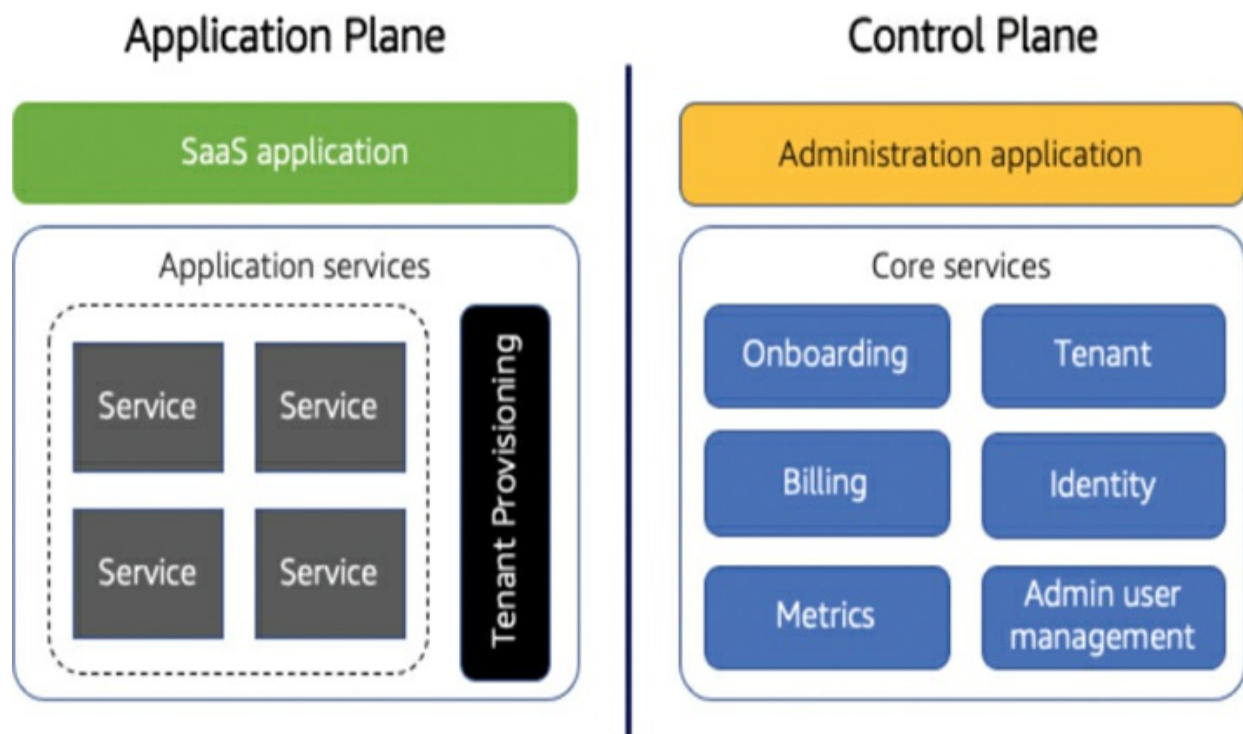 Application Plane
SaaS application
Application services
Service
Service
Service
Service
Tenant Provisioning
Control Plane
Administration application
Core services
Onboarding
Tenant
Billing
Identity
Metrics
Admin user
management